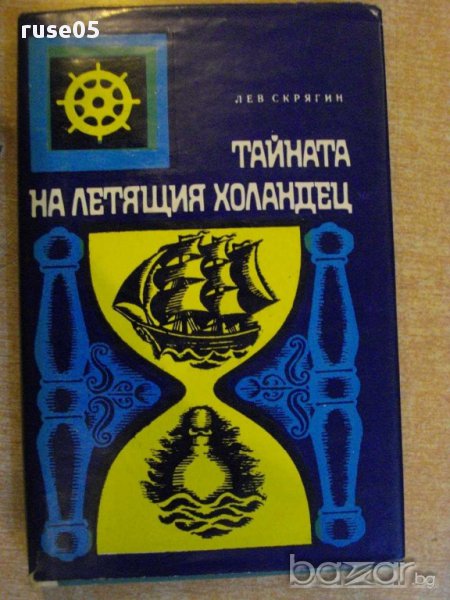 ruse05
ЛЕВ СКРЯГИН
ТАЙНАТА
НА ЛЕТЯЩИЯ ХОЛАНДЕЦ
bazar.bg